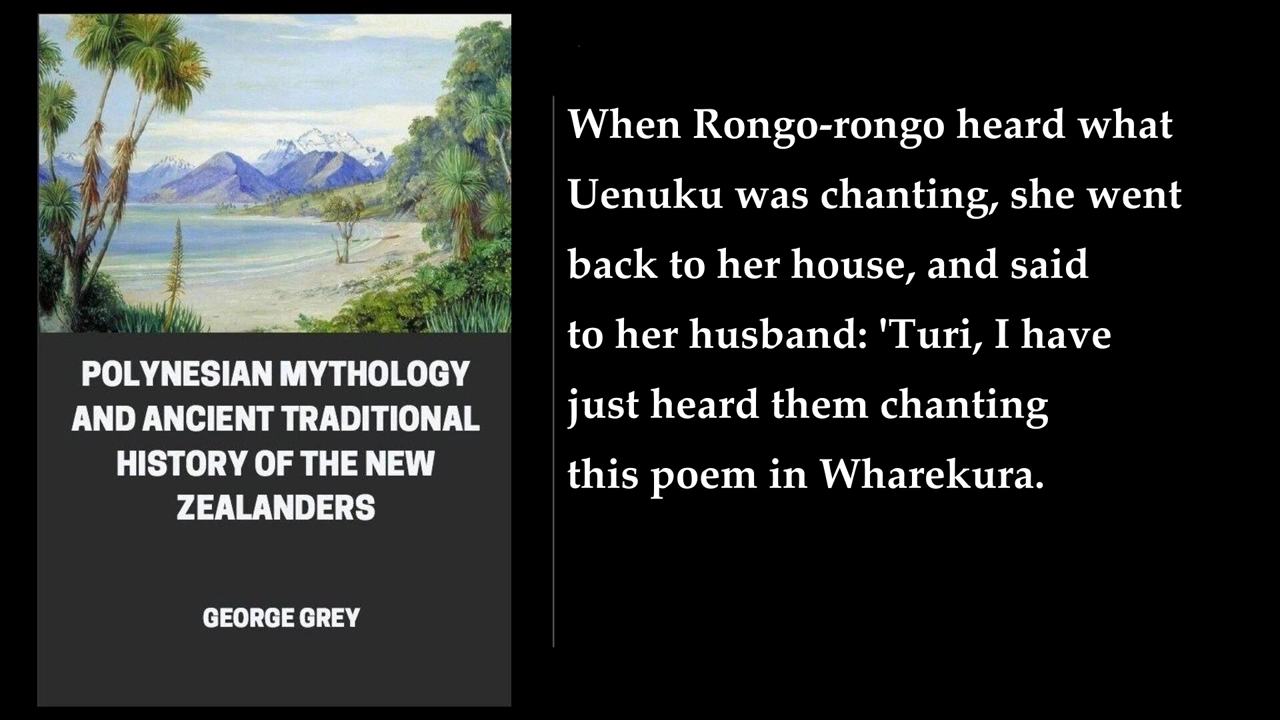 POLYNESIAN MYTHOLOGY
AND ANCIENT TRADITIONAL
HISTORY OF THE NEW
ZEALANDERS
GEORGE GREY
When Rongo-rongo heard what
Uenuku was chanting, she went
back to her house, and said
to her husband: 'Turi, I have
just heard them chanting
this poem in Wharekura.